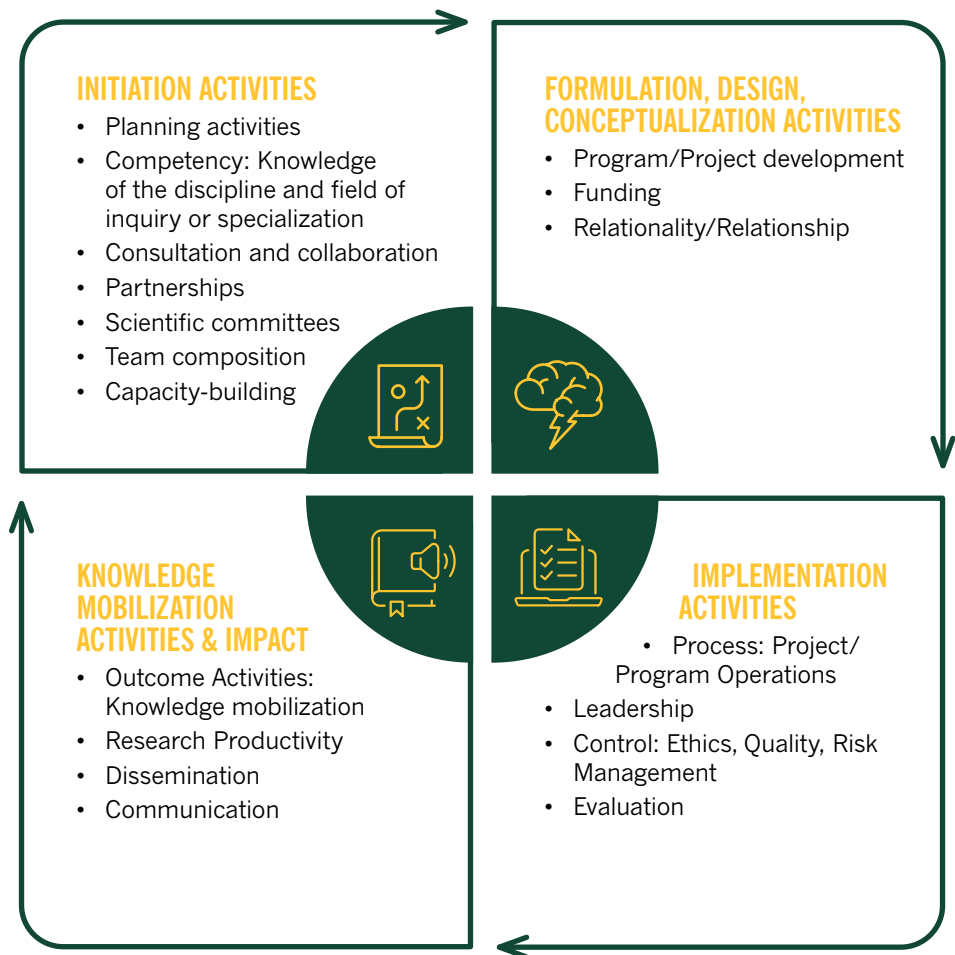 INITIATION ACTIVITIES
• Planning activities
• Competency: Knowledge
of the discipline and field of
inquiry or specialization
• Consultation and collaboration
• Partnerships
• Scientific committees
• Team composition
• Capacity-building
FORMULATION, DESIGN,
CONCEPTUALIZATION ACTIVITIES
• Program/Project development
• Funding
• Relationality/Relationship
KNOWLEDGE
MOBILIZATION
ACTIVITIES & IMPACT
• Outcome Activities:
Knowledge mobilization
• Research Productivity
• Dissemination
• Communication
IMPLEMENTATION
ACTIVITIES
• Process: Project/
Program Operations
• Leadership
• Control: Ethics, Quality, Risk
Management
• Evaluation